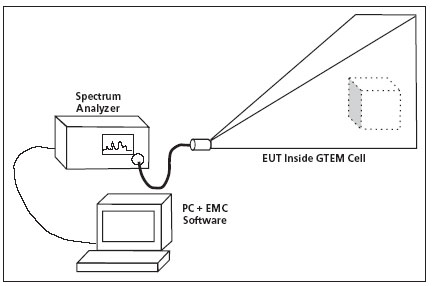 Spectrum
Analyzer
EUT Inside GTEM Cell
PC + EMC
Software